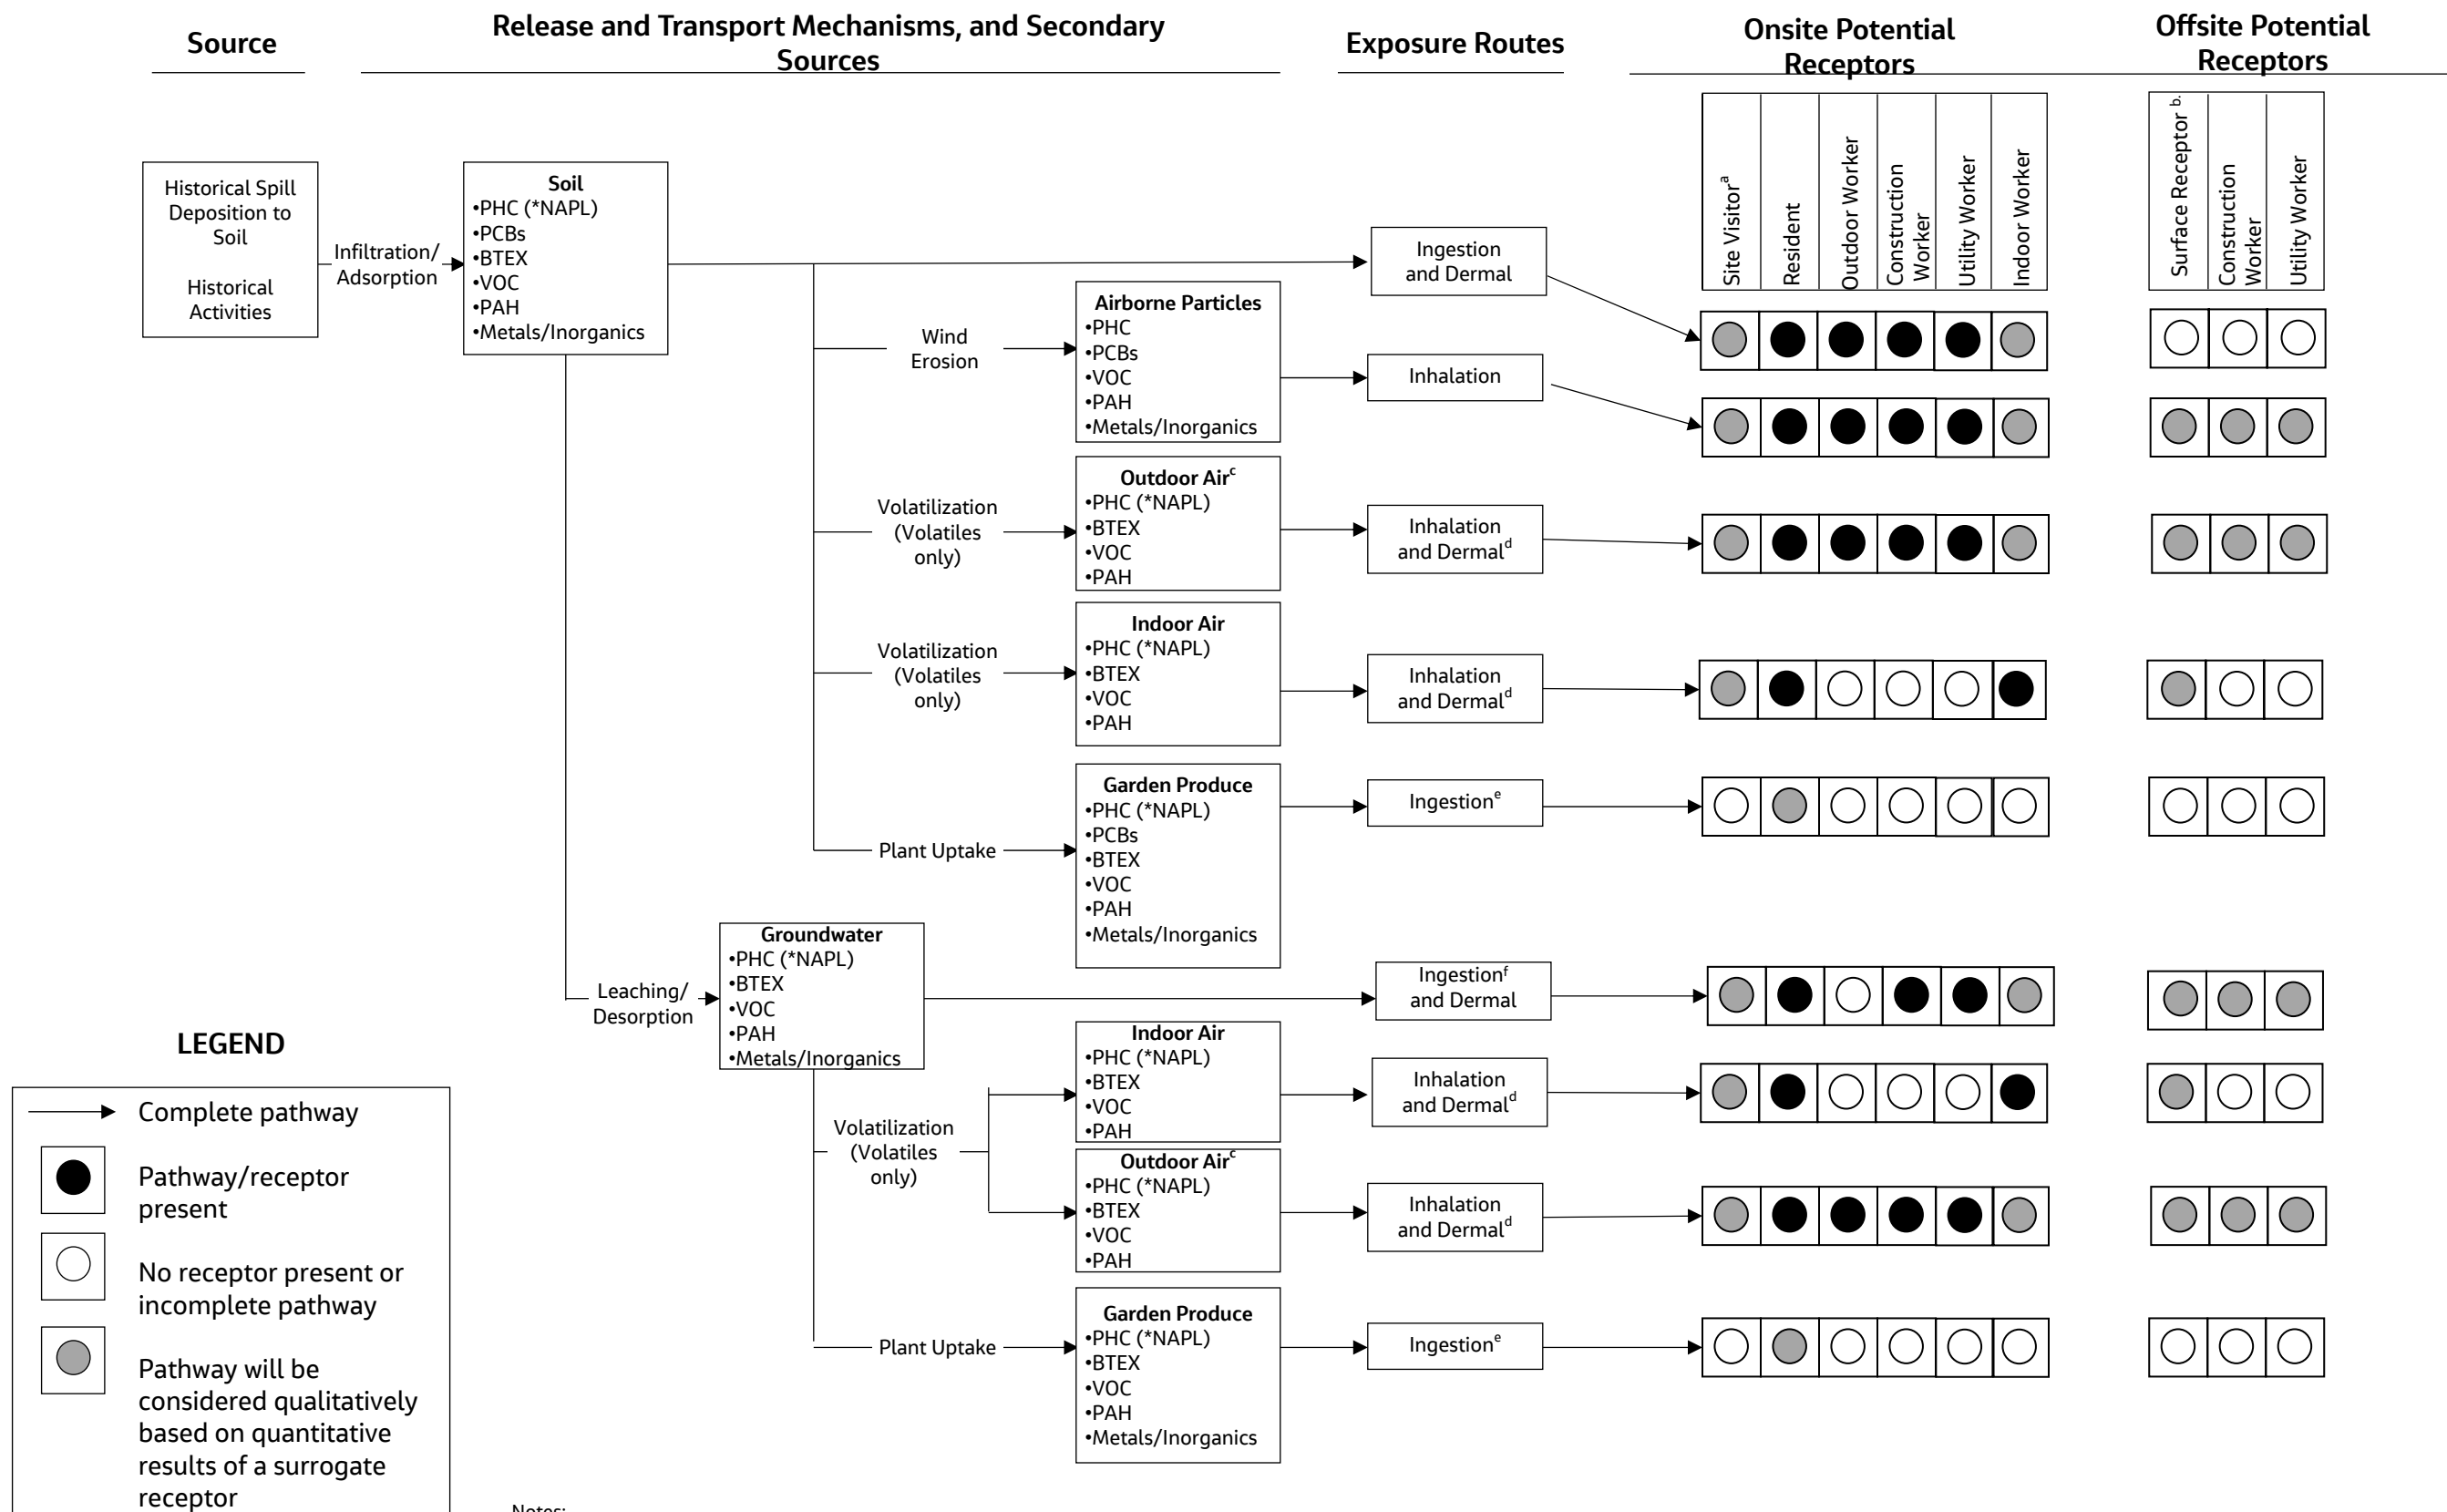 Source
Release and Transport Mechanisms, and Secondary
Sources
Exposure Routes
Onsite Potential
Receptors
Offsite Potential
Receptors
Site Visitorᵃ
Resident
Outdoor Worker
Construction
Worker
Utility Worker
Indoor Worker
Surface Receptor ᵇ·
Construction
Worker
Utility Worker
Historical Spill
Deposition to
Soil
Historical
Activities
Infiltration/
Adsorption
Soil
•PHC (*NAPL)
•PCBs
•BTEX
•VOC
•PAH
•Metals/Inorganics
Ingestion
and Dermal
Wind
Erosion
Airborne Particles
•PHC
•PCBs
•VOC
•PAH
•Metals/Inorganics
Inhalation
Volatilization
(Volatiles
only)
Outdoor Airᶜ
•PHC (*NAPL)
•BTEX
•VOC
•PAH
Inhalation
and Dermalᵈ
Volatilization
(Volatiles
only)
Indoor Air
•PHC (*NAPL)
•BTEX
•VOC
•PAH
Inhalation
and Dermalᵈ
Plant Uptake
Garden Produce
•PHC (*NAPL)
•PCBs
•BTEX
•VOC
•PAH
•Metals/Inorganics
Ingestionᵉ
Leaching/
Desorption
Groundwater
•PHC (*NAPL)
•BTEX
•VOC
•PAH
•Metals/Inorganics
Ingestionᶠ
and Dermal
Volatilization
(Volatiles
only)
Indoor Air
•PHC (*NAPL)
•BTEX
•VOC
•PAH
Inhalation
and Dermalᵈ
Outdoor Airᶜ
•PHC (*NAPL)
•BTEX
•VOC
•PAH
Inhalation
and Dermalᵈ
Plant Uptake
Garden Produce
•PHC (*NAPL)
•BTEX
•VOC
•PAH
•Metals/Inorganics
Ingestionᵉ
LEGEND
Complete pathway
Pathway/receptor
present
No receptor present or
incomplete pathway
Pathway will be
considered qualitatively
based on quantitative
results of a surrogate
receptor
Notes: